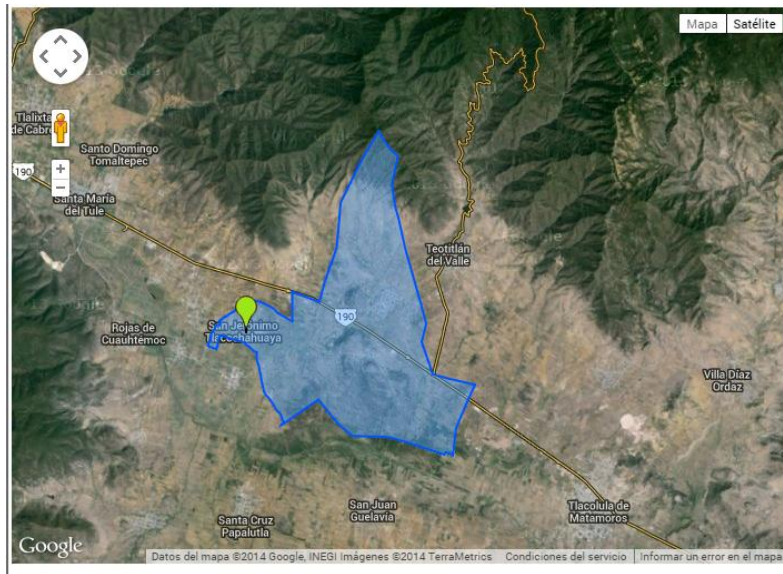 Mapa
Satélite
Tlalixta
de Cabre
Santo Domingo
Tomaltepec
190
Santa María
del Tule
Teotitlán
del Valle
190
Rojas de
Cuauhtemoc
San Jerónimo
Tlacochahuaya
Villa Díaz
Ordaz
San Juan
Guelavia
Tlacolula de
Matamoros
Santa Cruz
Papalutla
Google
Datos del mapa ©2014 Google, INEGI Imágenes ©2014 TerraMetrics
Condiciones del servicio
Informar un error en el mapa